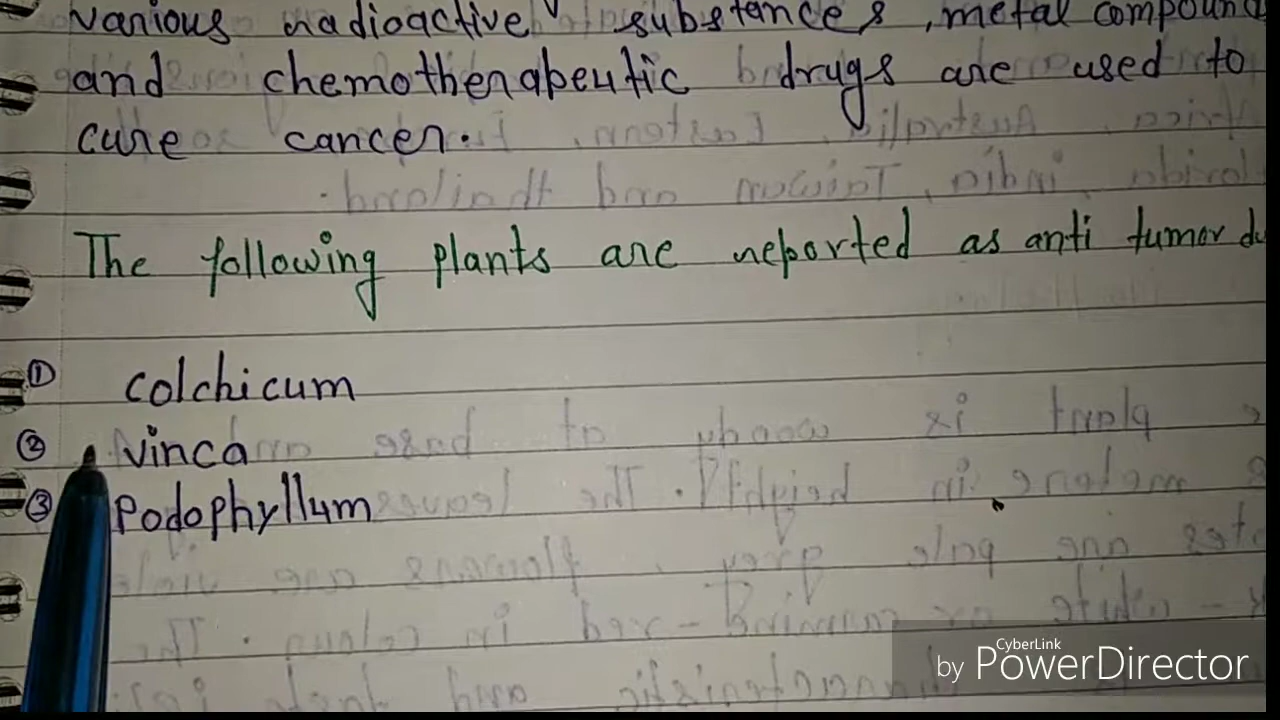 various radioactive substances, metal compound
and chemotherapeutic drugs are used to
cure cancer.
The following plants are reported as anti tumor
① Colchicum
② Vinca
③ Podophyllum
CyberLink
by PowerDirector